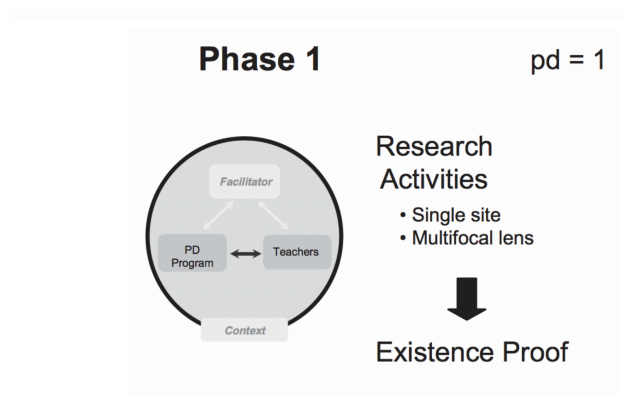 Phase 1
pd = 1
Facilitator
PD
Program
Teachers
Context
Research
Activities
• Single site
• Multifocal lens
Existence Proof